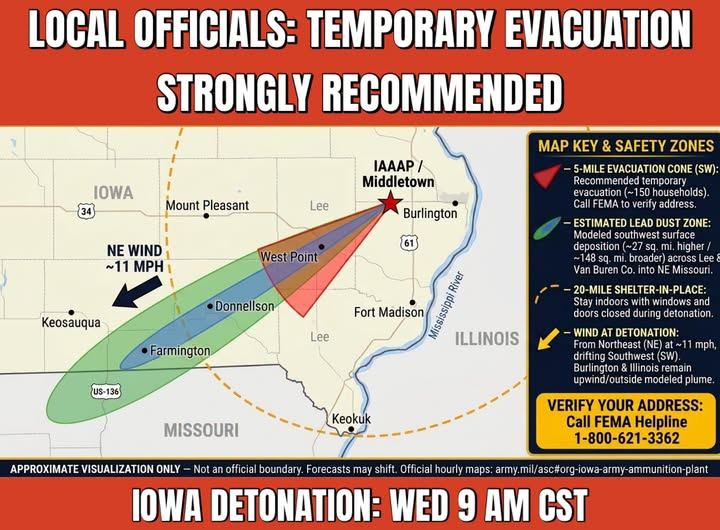 LOCAL OFFICIALS: TEMPORARY EVACUATION
STRONGLY RECOMMENDED
IAAAP /
Middletown
IOWA
34
Mount Pleasant
Lee
Burlington
61
NE WIND
~11 MPH
West Point
Donnellson
Fort Madison
Mississippi River
Keosauqua
Lee
ILLINOIS
Farmington
US-136
MISSOURI
Keokuk
MAP KEY & SAFETY ZONES
5-MILE EVACUATION CONE (SW):
Recommended temporary
evacuation (~150 households).
Call FEMA to verify address.
ESTIMATED LEAD DUST ZONE:
Modeled southwest surface
deposition (~27 sq. mi. higher /
~148 sq. mi. broader) across Lee &
Van Buren Co. into NE Missouri.
20-MILE SHELTER-IN-PLACE:
Stay indoors with windows and
doors closed during detonation.
WIND AT DETONATION:
From Northeast (NE) at ~11 mph,
drifting Southwest (SW).
Burlington & Illinois remain
upwind/outside modeled plume.
VERIFY YOUR ADDRESS:
Call FEMA Helpline
1-800-621-3362
APPROXIMATE VISUALIZATION ONLY — Not an official boundary. Forecasts may shift. Official hourly maps: army.mil/asc#org-iowa-army-ammunition-plant
IOWA DETONATION: WED 9 AM CST